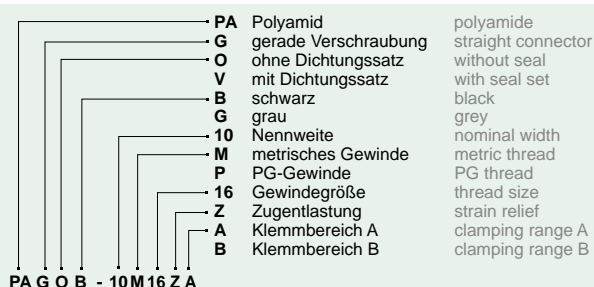 PA Polyamid polyamide
G gerade Verschraubung straight connector
O ohne Dichtungssatz without seal
V mit Dichtungssatz with seal set
B schwarz black
G grau grey
10 Nennweite nominal width
M metrisches Gewinde metric thread
P PG-Gewinde PG thread
16 Gewindegröße thread size
Z Zugentlastung strain relief
A Klemmbereich A clamping range A
B Klemmbereich B clamping range B
PA G O B - 10 M 16 Z A